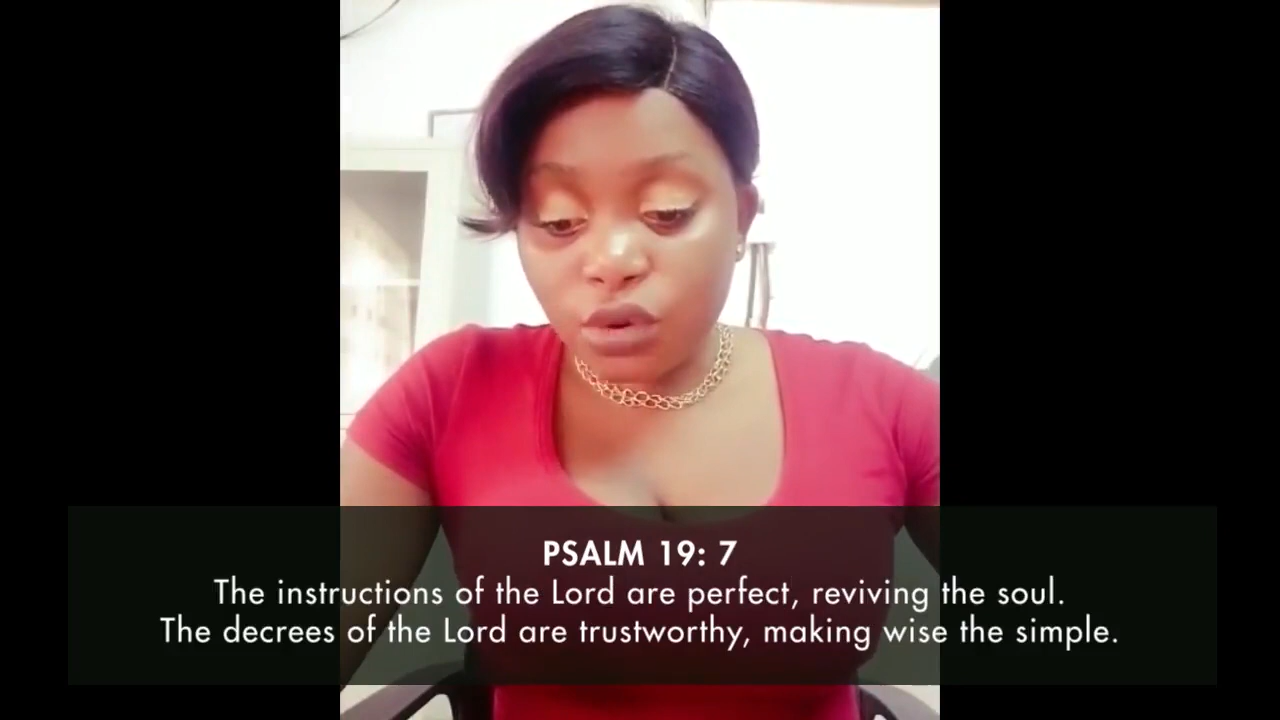 PSALM 19: 7
The instructions of the Lord are perfect, reviving the soul.
The decrees of the Lord are trustworthy, making wise the simple.